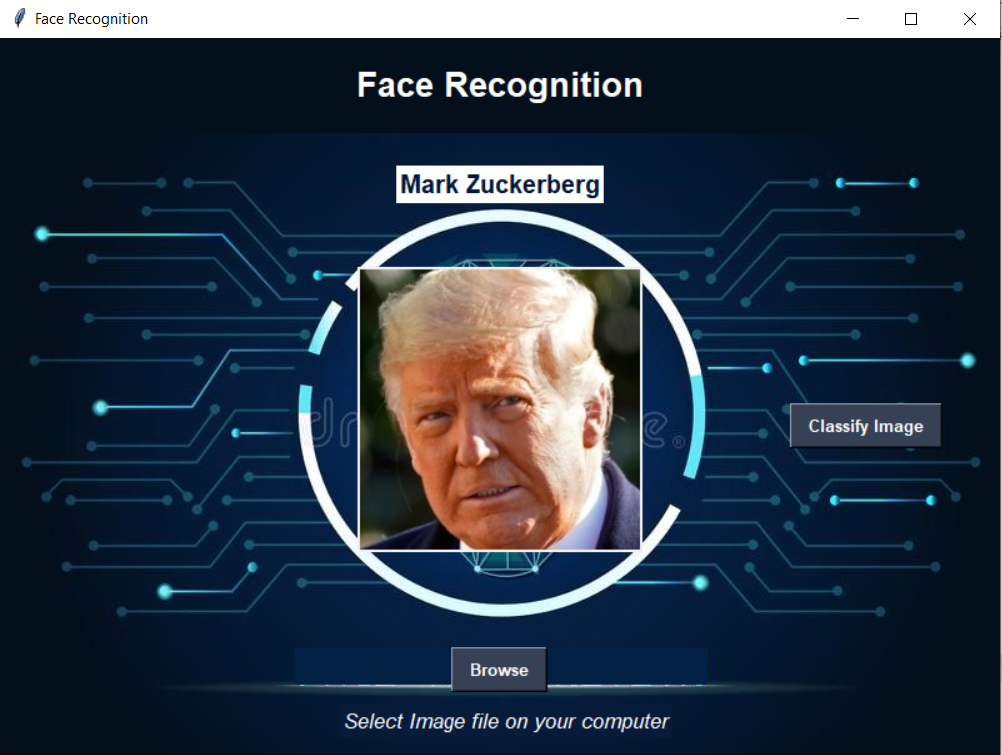 Face Recognition
Face Recognition
Mark Zuckerberg
Classify Image
Browse
Select Image file on your computer